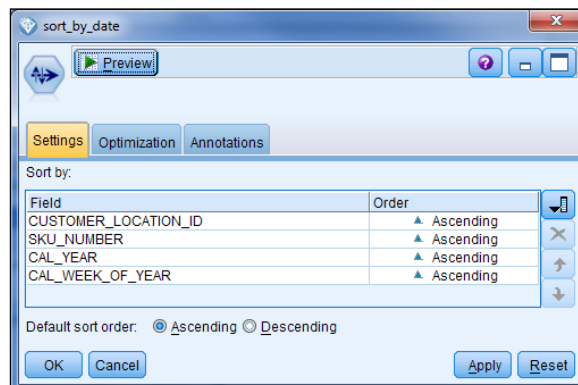 sort_by_date
Preview
Settings Optimization Annotations
Sort by:
Field Order
CUSTOMER_LOCATION_ID Ascending
SKU_NUMBER Ascending
CAL_YEAR Ascending
CAL_WEEK_OF_YEAR Ascending
Default sort order: Ascending Descending
OK Cancel Apply Reset